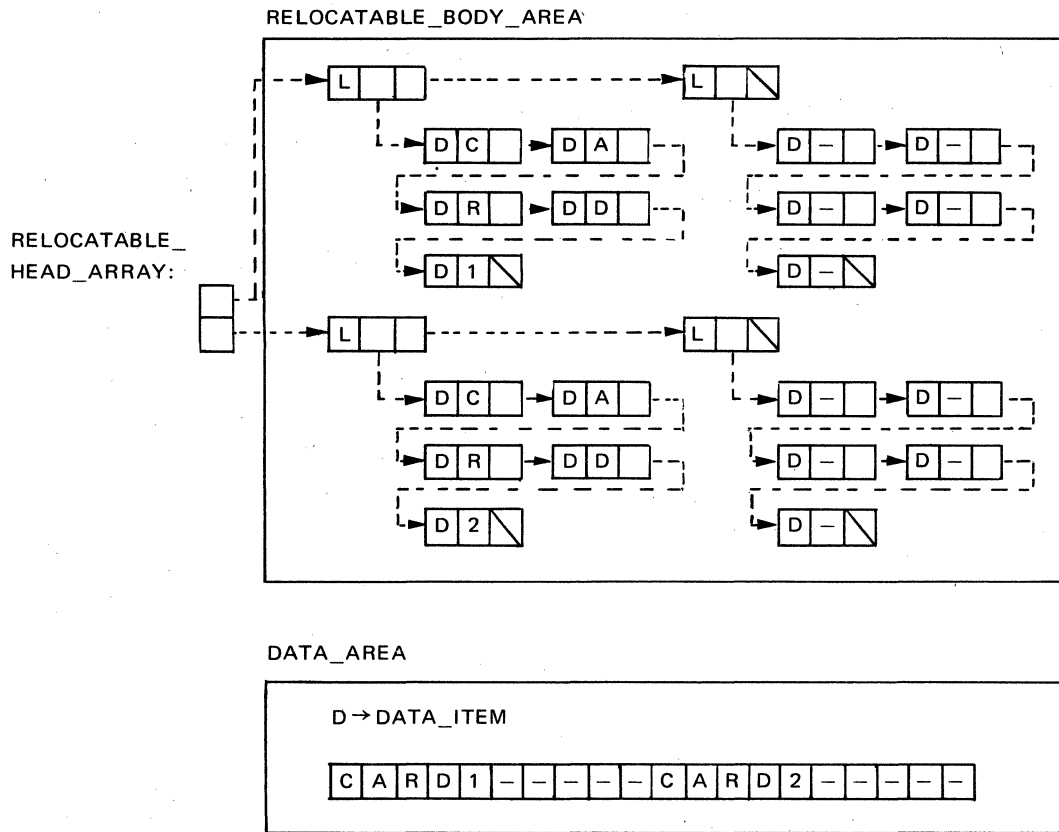 RELOCATABLE_BODY_AREA
L L
D C D A D – D –
D R D D D – D –
RELOCATABLE_
HEAD_ARRAY:
D 1 D –
L L
D C D A D – D –
D R D D D – D –
D 2 D –
DATA_AREA
D → DATA_ITEM
C A R D 1 – – – – – C A R D 2 – – – – –